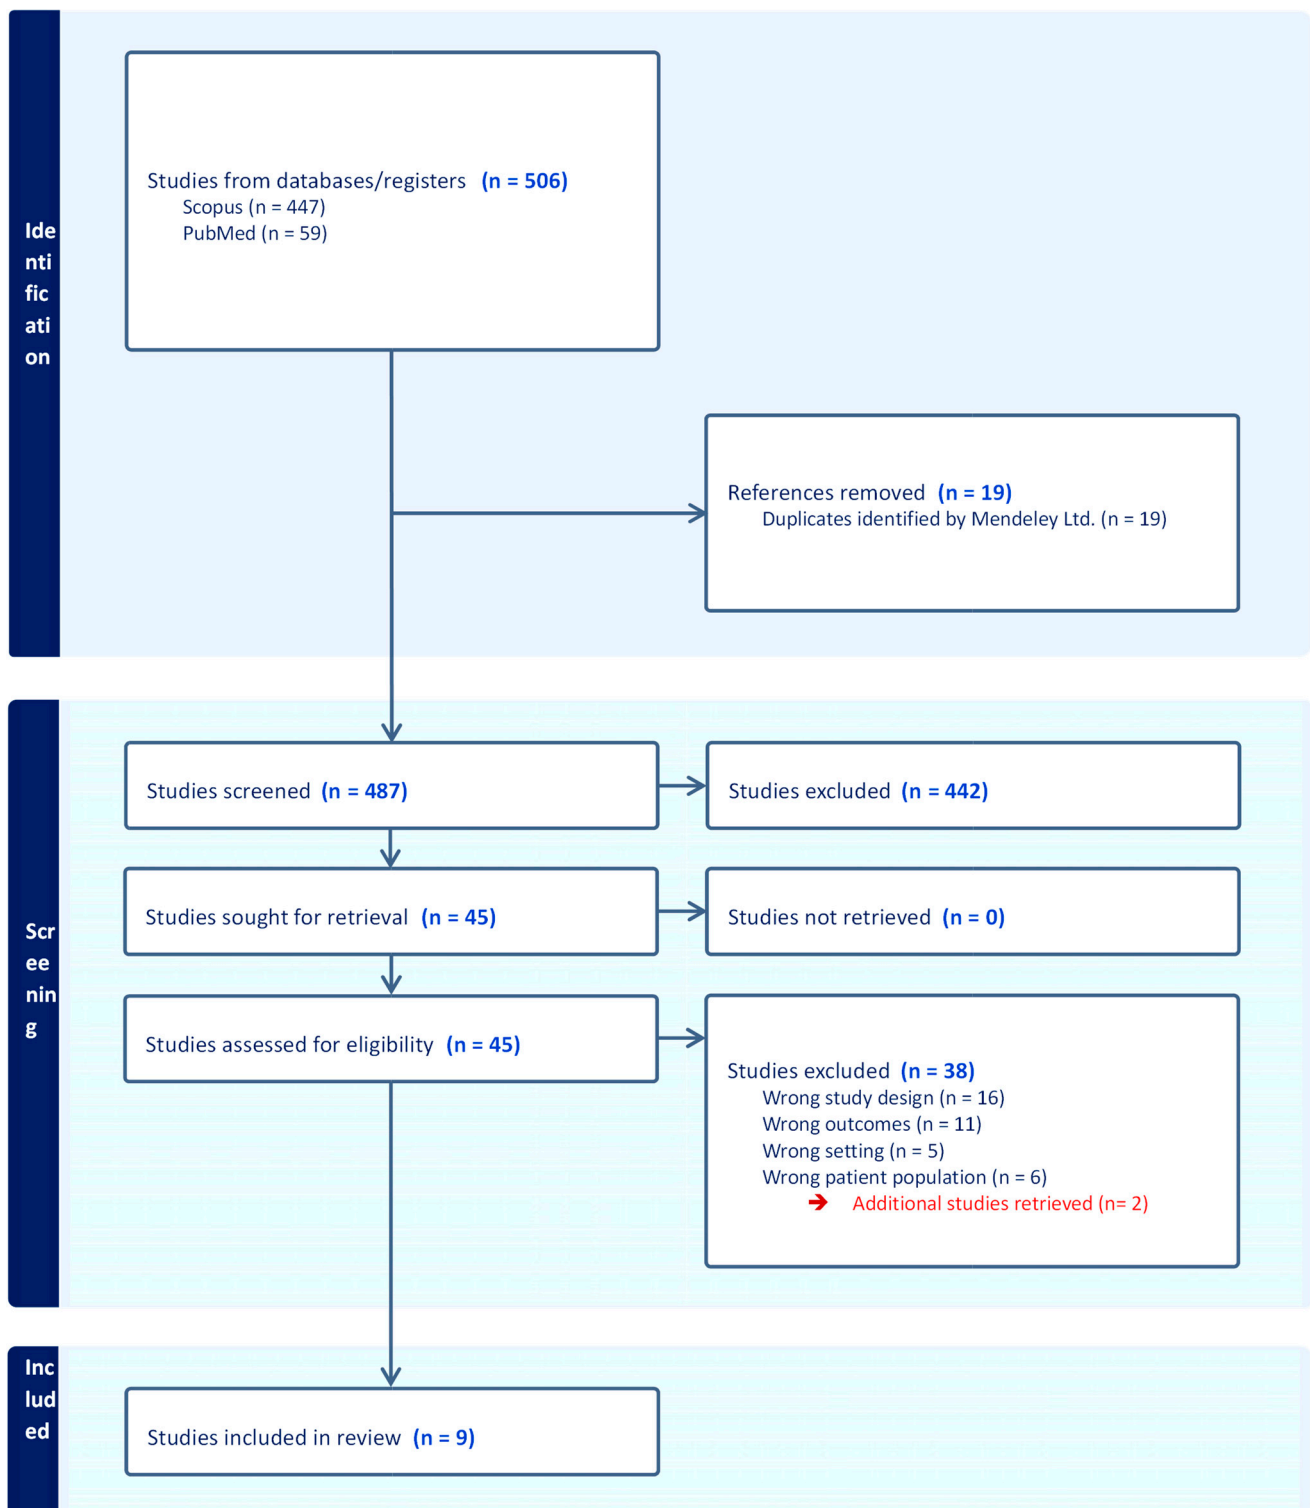 Ide
nti
fic
ati
on
Studies from databases/registers (n = 506)
Scopus (n = 447)
PubMed (n = 59)
References removed (n = 19)
Duplicates identified by Mendeley Ltd. (n = 19)
Scr
ee
nin
g
Studies screened (n = 487)
Studies excluded (n = 442)
Studies sought for retrieval (n = 45)
Studies not retrieved (n = 0)
Studies assessed for eligibility (n = 45)
Studies excluded (n = 38)
Wrong study design (n = 16)
Wrong outcomes (n = 11)
Wrong setting (n = 5)
Wrong patient population (n = 6)
➔ Additional studies retrieved (n= 2)
Inc
lud
ed
Studies included in review (n = 9)